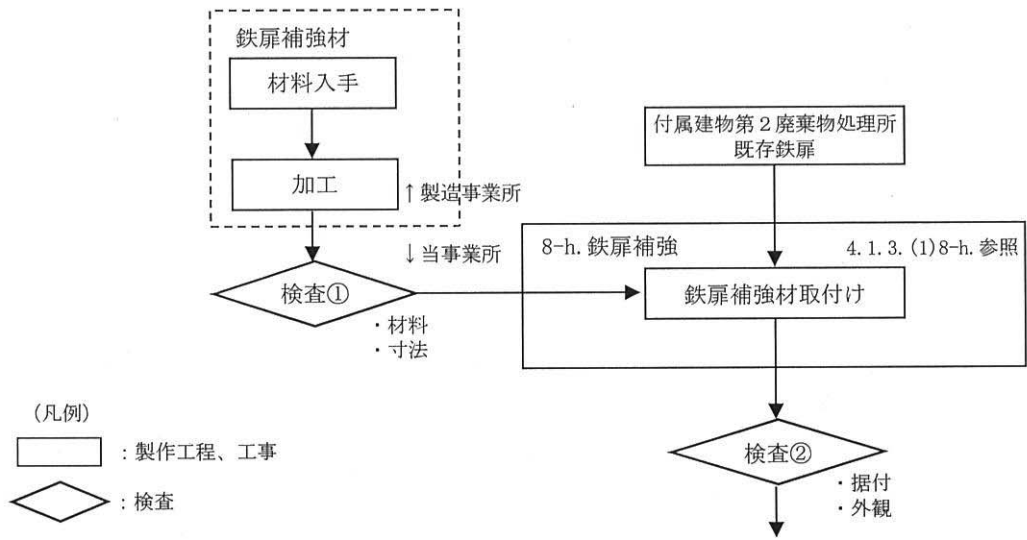 鉄扉補強材
材料入手
加工
↑製造事業所
↓当事業所
検査①
・材料
・寸法
付属建物第２廃棄物処理所
既存鉄扉
8-h.鉄扉補強
4.1.3.(1)8-h.参照
鉄扉補強材取付け
検査②
・据付
・外観
(凡例)
：製作工程、工事
：検査